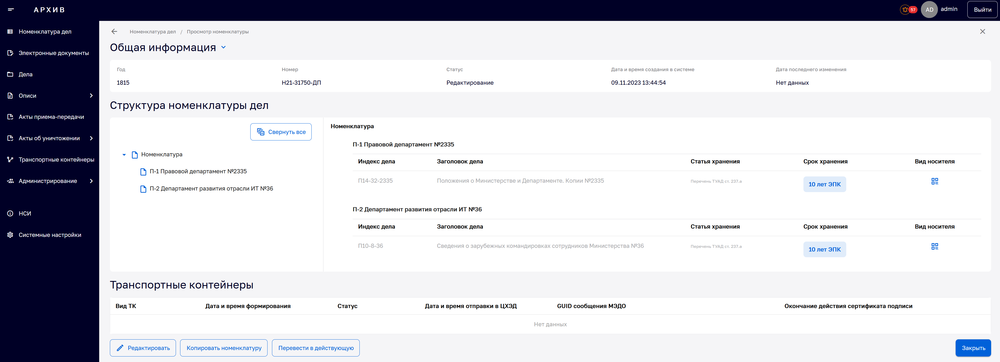 АРХИВ
57
AD
admin
Выйти
Номенклатура дел
Электронные документы
Дела
Описи
Акты приема-передачи
Акты об уничтожении
Транспортные контейнеры
Администрирование
НСИ
Системные настройки
Номенклатура дел / Просмотр номенклатуры
Общая информация
Год Номер Статус Дата и время создания в системе Дата последнего изменения
1815 Н21-31750-ДП Редактирование 09.11.2023 13:44:54 Нет данных
Структура номенклатуры дел
Свернуть все
Номенклатура
П-1 Правовой департамент №2335
П-2 Департамент развития отрасли ИТ №36
Номенклатура
П-1 Правовой департамент №2335
Индекс дела Заголовок дела Статья хранения Срок хранения Вид носителя
П14-32-2335 Положения о Министерстве и Департаменте. Копии №2335 Перечень ТУАД ст. 237.а 10 лет ЭПК
П-2 Департамент развития отрасли ИТ №36
Индекс дела Заголовок дела Статья хранения Срок хранения Вид носителя
П10-8-36 Сведения о зарубежных командировках сотрудников Министерства №36 Перечень ТУАД ст. 237.а 10 лет ЭПК
Транспортные контейнеры
Вид ТК Дата и время формирования Статус Дата и время отправки в ЦХЭД GUID сообщения МЭДО Окончание действия сертификата подписи
Нет данных
Редактировать Копировать номенклатуру Перевести в действующую Закрыть